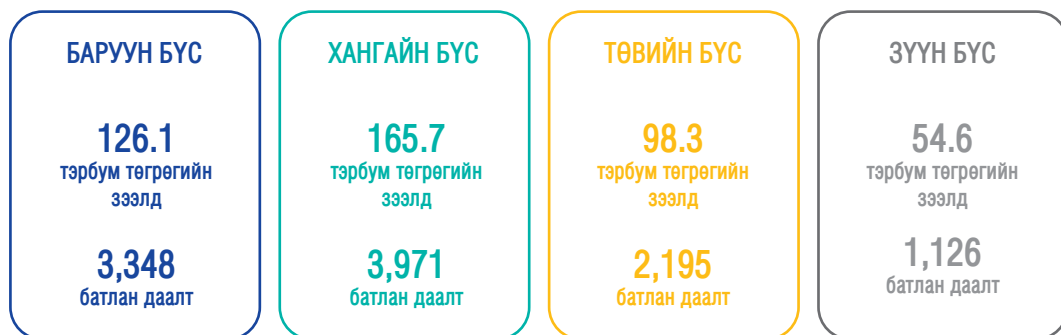 БАРУУН БҮС
126.1
тэрбум төгрөгийн
зээлд
3,348
батлан даалт
ХАНГАЙН БҮС
165.7
тэрбум төгрөгийн
зээлд
3,971
батлан даалт
ТӨВИЙН БҮС
98.3
тэрбум төгрөгийн
зээлд
2,195
батлан даалт
ЗҮҮН БҮС
54.6
тэрбум төгрөгийн
зээлд
1,126
батлан даалт